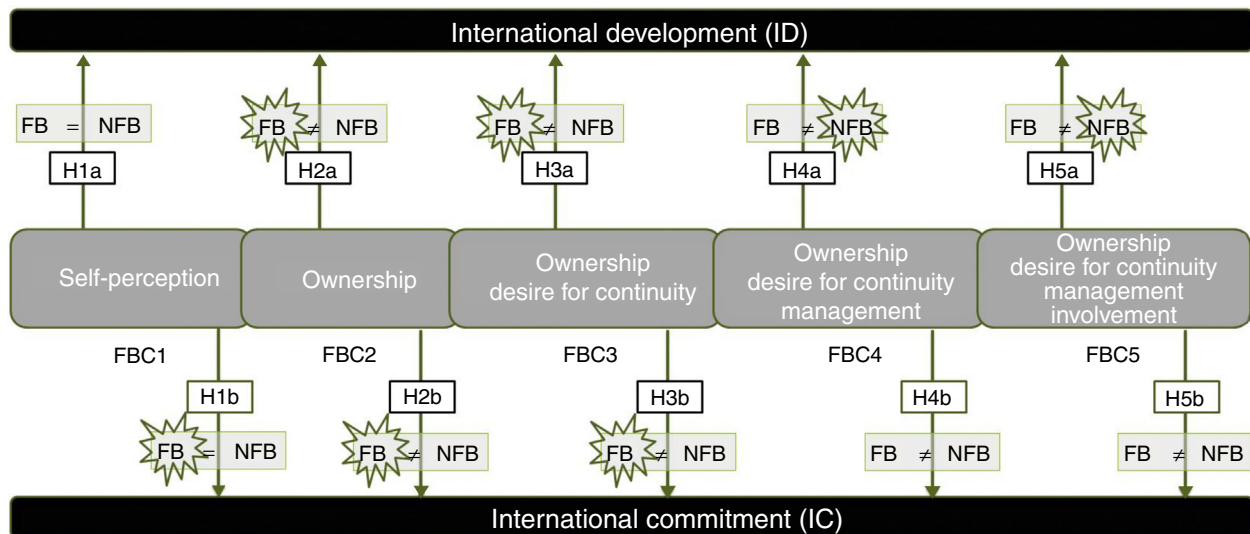 International development (ID)
FB = NFB
FB ≠ NFB
FB ≠ NFB
FB ≠ NFB
FB ≠ NFB
H1a
H2a
H3a
H4a
H5a
Self-perception
Ownership
Ownership
desire for continuity
Ownership
desire for continuity
management
Ownership
desire for continuity
management
involvement
FBC1
FBC2
FBC3
FBC4
FBC5
H1b
H2b
H3b
H4b
H5b
FB = NFB
FB ≠ NFB
FB ≠ NFB
FB ≠ NFB
FB ≠ NFB
International commitment (IC)